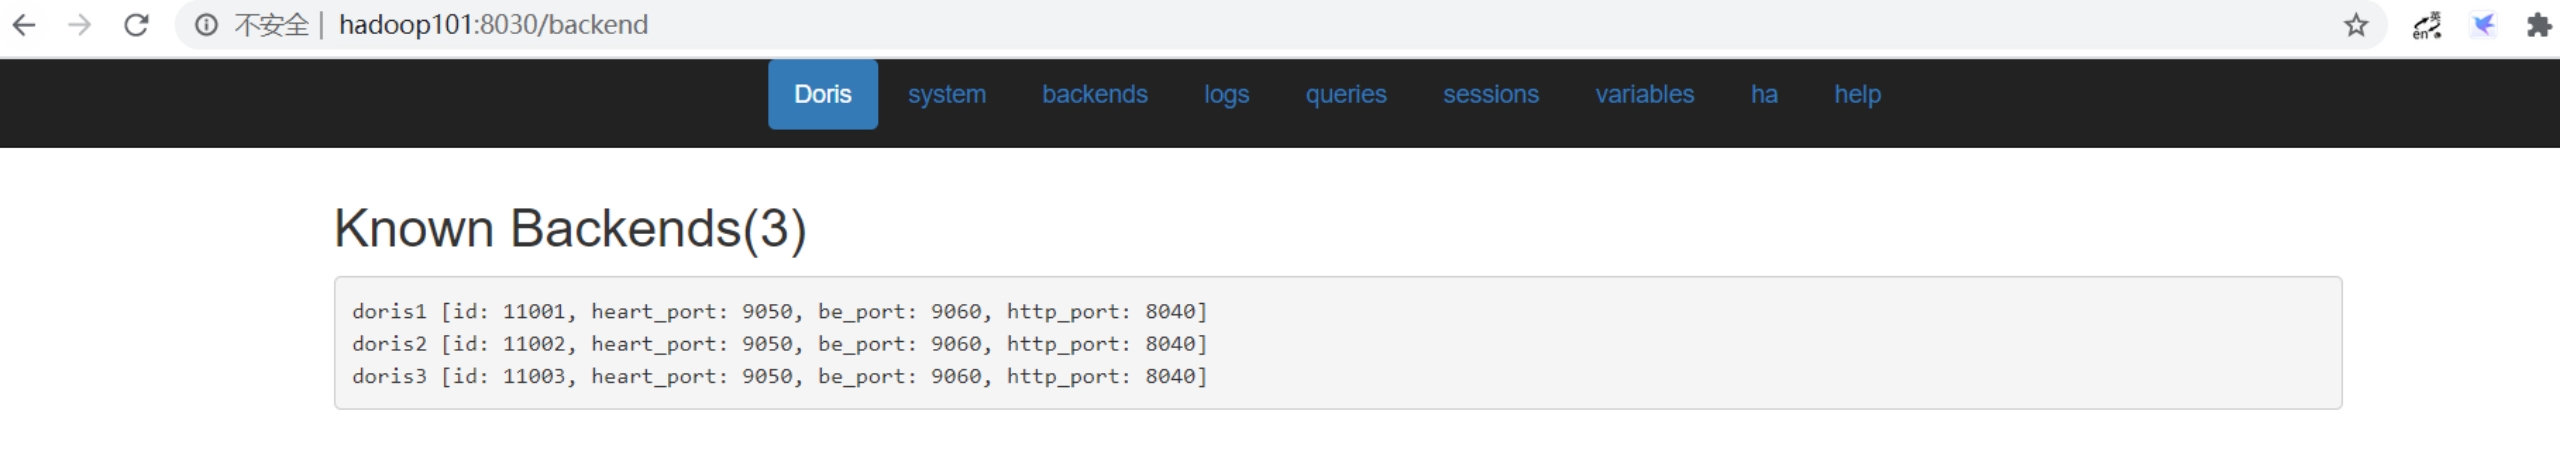 不安全 | hadoop101:8030/backend
英
en
Doris system backends logs queries sessions variables ha help
Known Backends(3)
doris1 [id: 11001, heart_port: 9050, be_port: 9060, http_port: 8040]
doris2 [id: 11002, heart_port: 9050, be_port: 9060, http_port: 8040]
doris3 [id: 11003, heart_port: 9050, be_port: 9060, http_port: 8040]